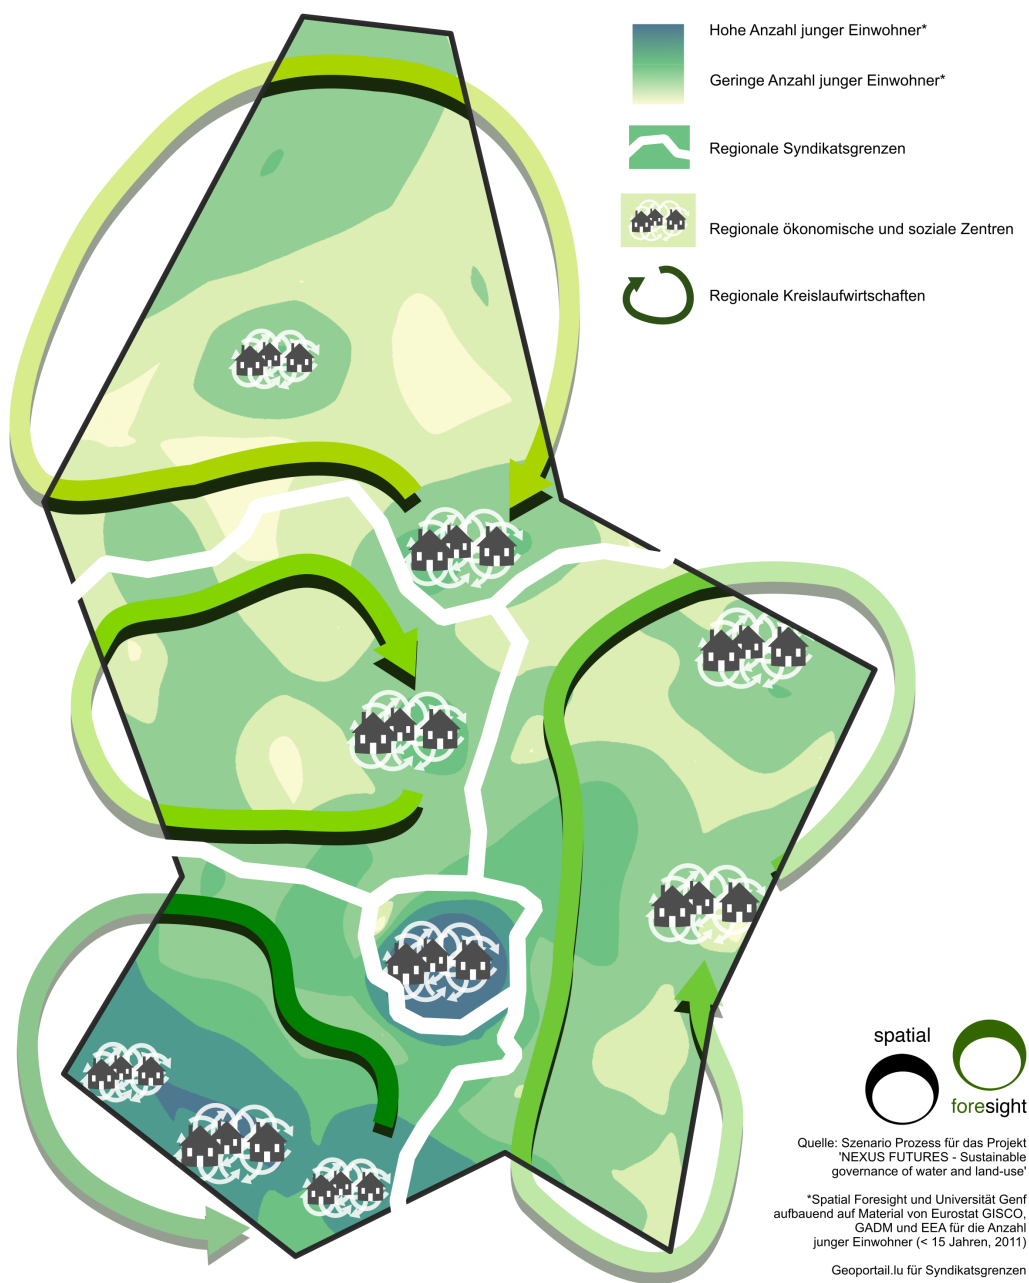 Hohe Anzahl junger Einwohner*
Geringe Anzahl junger Einwohner*
Regionale Syndikatsgrenzen
Regionale ökonomische und soziale Zentren
Regionale Kreislaufwirtschaften
spatial
foresight
Quelle: Szenario Prozess für das Projekt
'NEXUS FUTURES - Sustainable
governance of water and land-use'
*Spatial Foresight und Universität Genf
aufbauend auf Material von Eurostat GISCO,
GADM und EEA für die Anzahl
junger Einwohner (< 15 Jahren, 2011)
Geoportail.lu für Syndikatsgrenzen